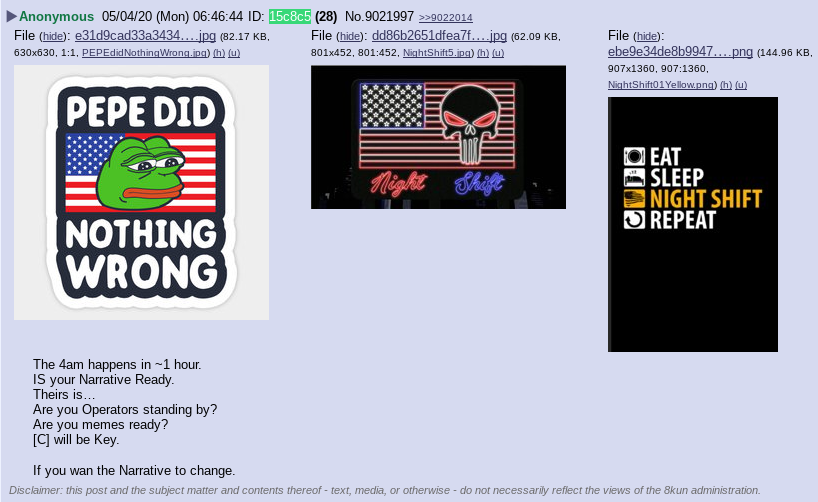 ▶Anonymous 05/04/20 (Mon) 06:46:44 ID: 15c8c5 (28) No.9021997 >>9022014
File (hide): e31d9cad33a3434….jpg (82.17 KB, 630x630, 1:1, PEPEdidNothingWrong.jpg) (h) (u)
PEPE DID
NOTHING
WRONG
File (hide): dd86b2651dfea7f….jpg (62.09 KB, 801x452, 801:452, NightShift5.jpg) (h) (u)
Night Shift
File (hide): ebe9e34de8b9947….png (144.96 KB, 907x1360, 907:1360, NightShift01Yellow.png) (h) (u)
EAT
SLEEP
NIGHT SHIFT
REPEAT
The 4am happens in ~1 hour.
IS your Narrative Ready.
Theirs is…
Are you Operators standing by?
Are you memes ready?
[C] will be Key.
If you wan the Narrative to change.
Disclaimer: this post and the subject matter and contents thereof - text, media, or otherwise - do not necessarily reflect the views of the 8kun administration.